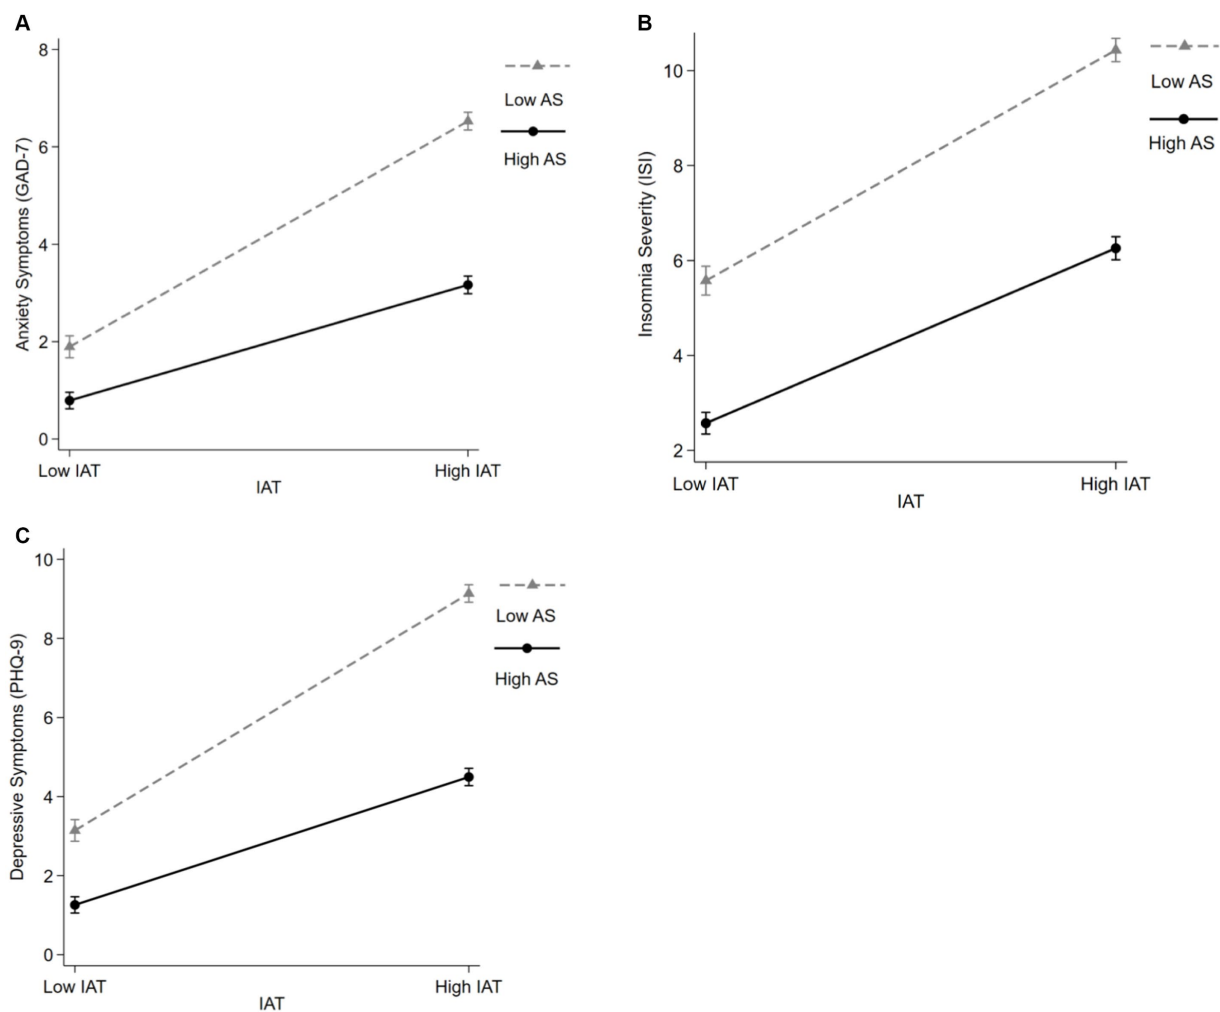 A
Anxiety Symptoms (GAD-7)
8
6
4
2
0
Low IAT
High IAT
IAT
Low AS
High AS
B
Insomnia Severity (ISI)
10
8
6
4
2
Low IAT
High IAT
IAT
Low AS
High AS
C
Depressive Symptoms (PHQ-9)
10
8
6
4
2
0
Low IAT
High IAT
IAT
Low AS
High AS